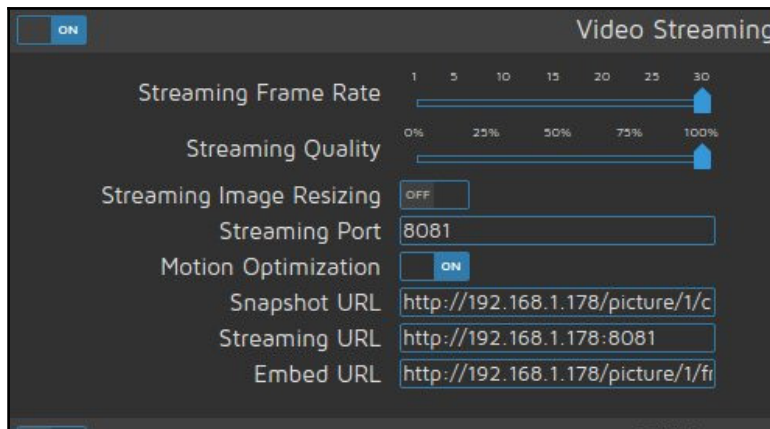 ON Video Streaming
1 5 10 15 20 25 30
Streaming Frame Rate
0% 25% 50% 75% 100%
Streaming Quality
Streaming Image Resizing OFF
Streaming Port 8081
Motion Optimization ON
Snapshot URL http://192.168.1.178/picture/1/c
Streaming URL http://192.168.1.178:8081
Embed URL http://192.168.1.178/picture/1/fr